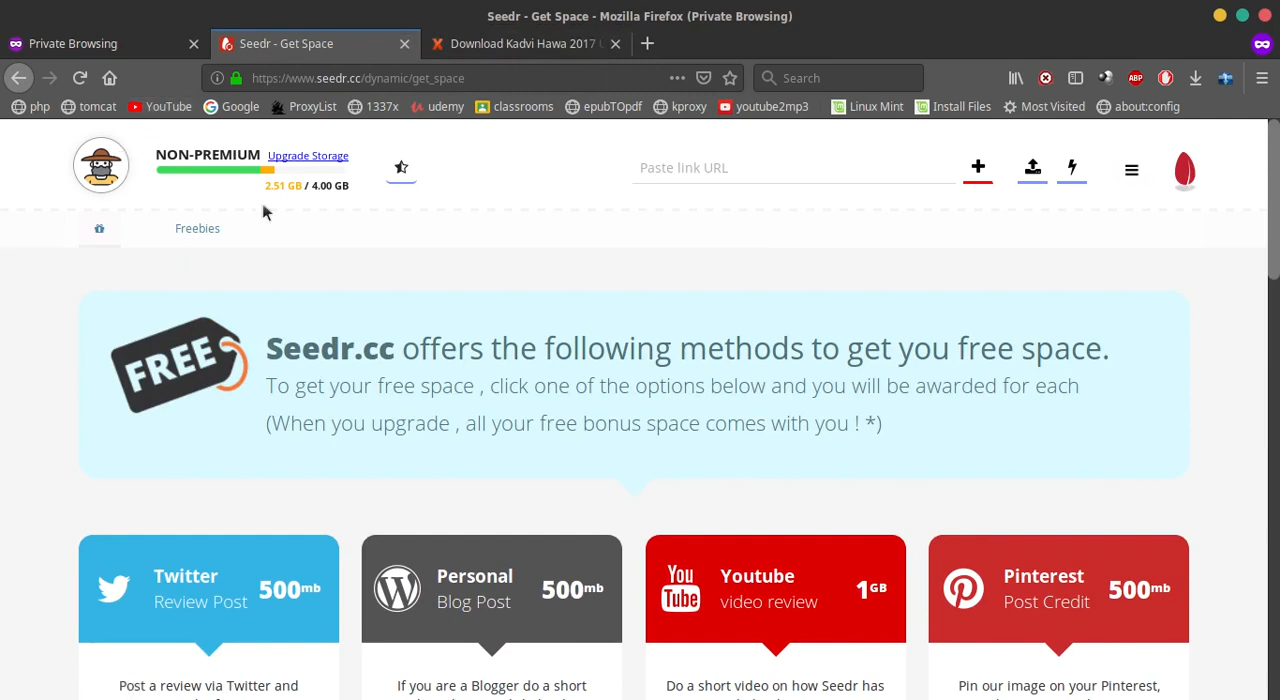 Seedr - Get Space - Mozilla Firefox (Private Browsing)
Private Browsing
Seedr - Get Space
Download Kadvi Hawa 2017
https://www.seedr.cc/dynamic/get_space
Search
ABP
php
tomcat
YouTube
Google
ProxyList
1337x
udemy
classrooms
epubTOpdf
kproxy
youtube2mp3
Linux Mint
Install Files
Most Visited
about:config
NON-PREMIUM Upgrade Storage
2.51 GB / 4.00 GB
Paste link URL
Freebies
FREE
Seedr.cc offers the following methods to get you free space.
To get your free space , click one of the options below and you will be awarded for each
(When you upgrade , all your free bonus space comes with you ! *)
Twitter
Review Post
500mb
Personal
Blog Post
500mb
You
Tube
Youtube
video review
1GB
Pinterest
Post Credit
500mb
Post a review via Twitter and
If you are a Blogger do a short
Do a short video on how Seedr has
Pin our image on your Pinterest,